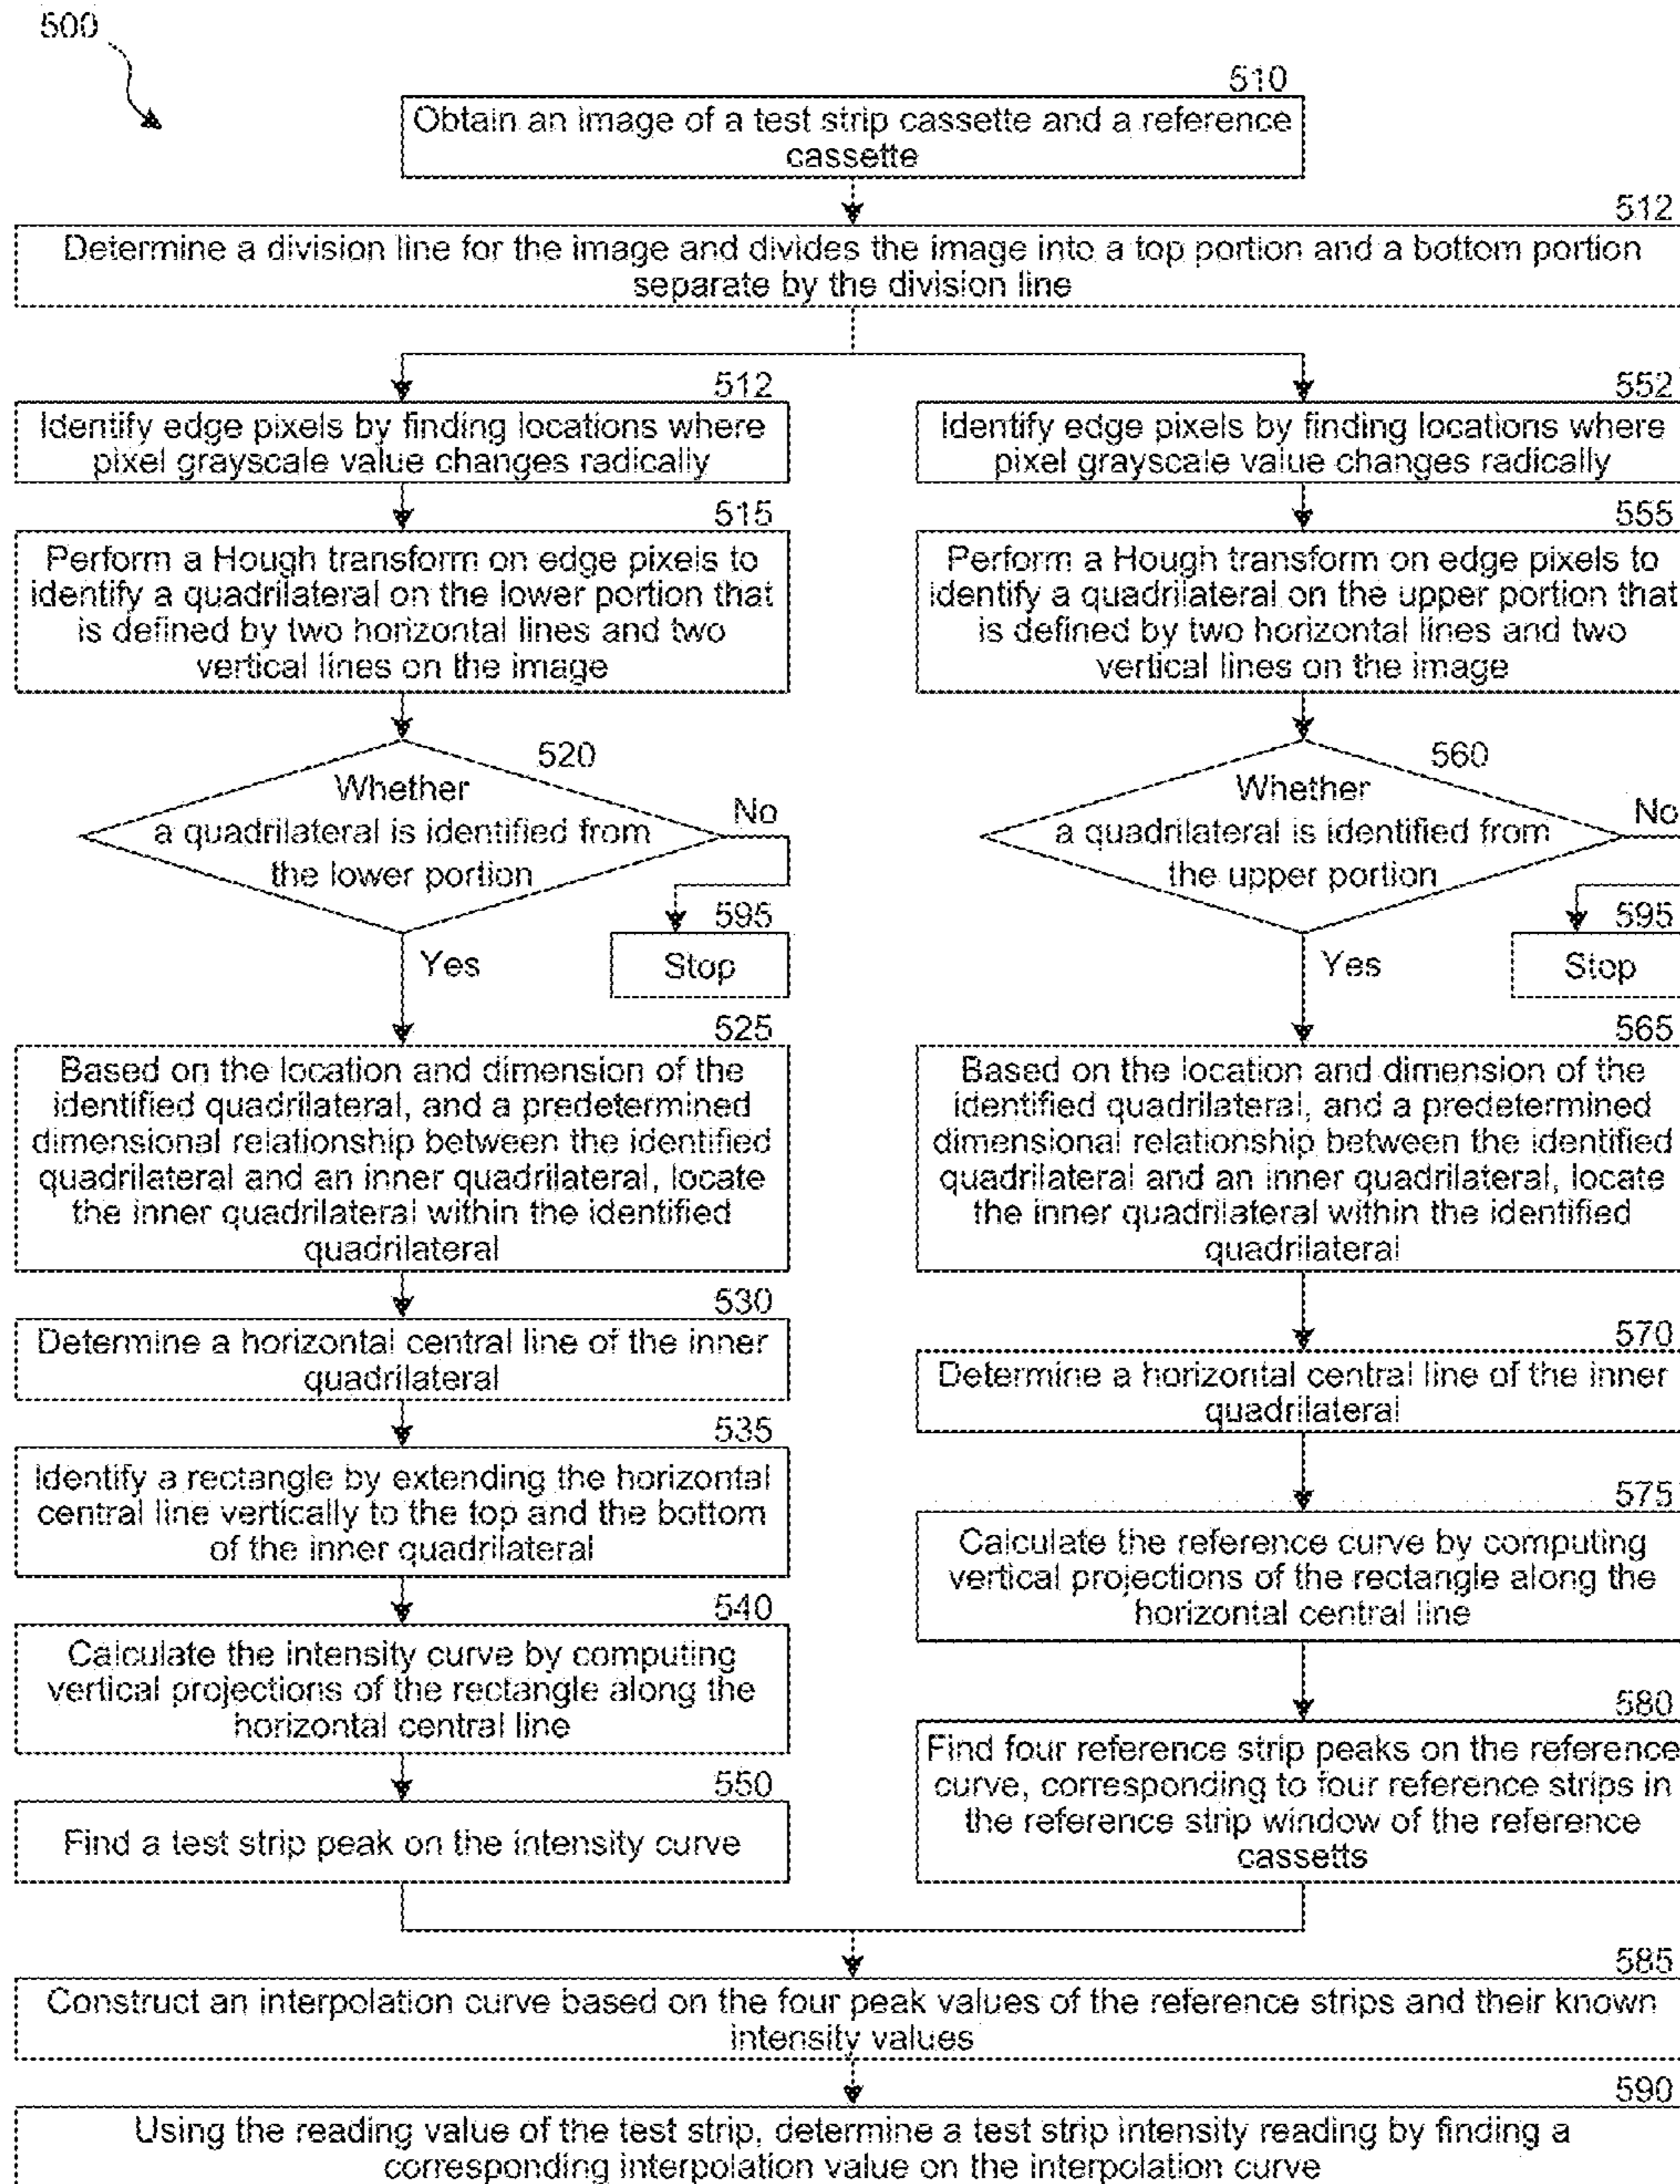 500
510
Obtain an image of a test strip cassette and a reference
cassette
512
Determine a division line for the image and divides the image into a top portion and a bottom portion
separate by the division line
512
Identify edge pixels by finding locations where
pixel grayscale value changes radically
515
Perform a Hough transform on edge pixels to
identify a quadrilateral on the lower portion that
is defined by two horizontal lines and two
vertical lines on the image
520
Whether
a quadrilateral is identified from
the lower portion
No
595
Stop
Yes
525
Based on the location and dimension of the
identified quadrilateral, and a predetermined
dimensional relationship between the identified
quadrilateral and an inner quadrilateral, locate
the inner quadrilateral within the identified
quadrilateral
530
Determine a horizontal central line of the inner
quadrilateral
535
Identify a rectangle by extending the horizontal
central line vertically to the top and the bottom
of the inner quadrilateral
540
Calculate the intensity curve by computing
vertical projections of the rectangle along the
horizontal central line
550
Find a test strip peak on the intensity curve
552
Identify edge pixels by finding locations where
pixel grayscale value changes radically
555
Perform a Hough transform on edge pixels to
identify a quadrilateral on the upper portion that
is defined by two horizontal lines and two
vertical lines on the image
560
Whether
a quadrilateral is identified from
the upper portion
No
595
Stop
Yes
565
Based on the location and dimension of the
identified quadrilateral, and a predetermined
dimensional relationship between the identified
quadrilateral and an inner quadrilateral, locate
the inner quadrilateral within the identified
quadrilateral
570
Determine a horizontal central line of the inner
quadrilateral
575
Calculate the reference curve by computing
vertical projections of the rectangle along the
horizontal central line
580
Find four reference strip peaks on the reference
curve, corresponding to four reference strips in
the reference strip window of the reference
cassetts
585
Construct an interpolation curve based on the four peak values of the reference strips and their known
intensity values
590
Using the reading value of the test strip, determine a test strip intensity reading by finding a
corresponding interpolation value on the interpolation curve